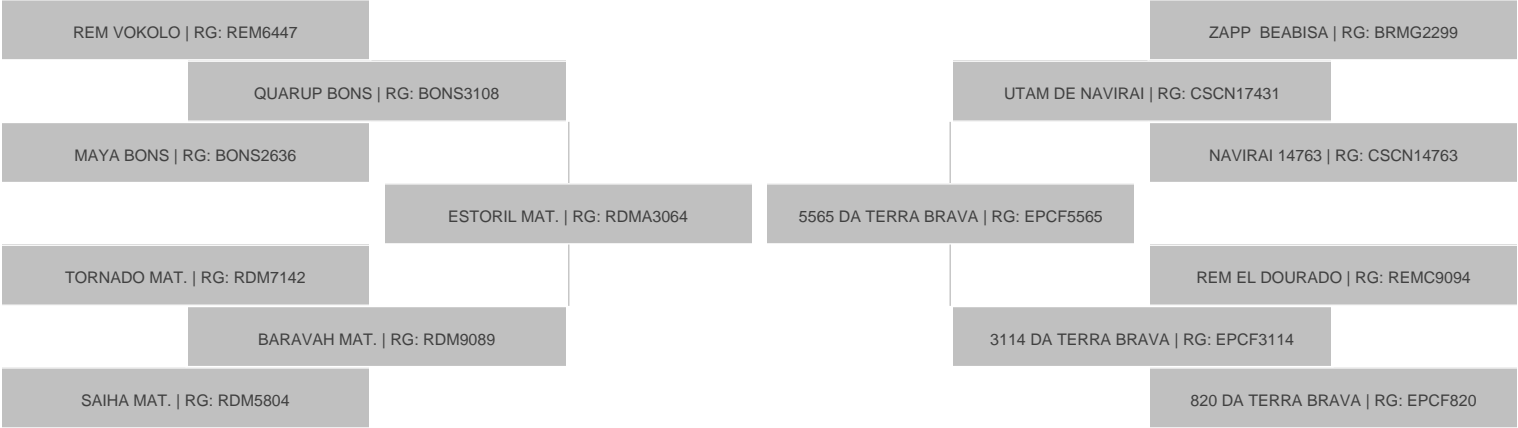 REM VOKOLO | RG: REM6447
ZAPP  BEABISA | RG: BRMG2299
QUARUP BONS | RG: BONS3108
UTAM DE NAVIRAI | RG: CSCN17431
MAYA BONS | RG: BONS2636
NAVIRAI 14763 | RG: CSCN14763
ESTORIL MAT. | RG: RDMA3064
5565 DA TERRA BRAVA | RG: EPCF5565
TORNADO MAT. | RG: RDM7142
REM EL DOURADO | RG: REMC9094
BARAVAH MAT. | RG: RDM9089
3114 DA TERRA BRAVA | RG: EPCF3114
SAIHA MAT. | RG: RDM5804
820 DA TERRA BRAVA | RG: EPCF820